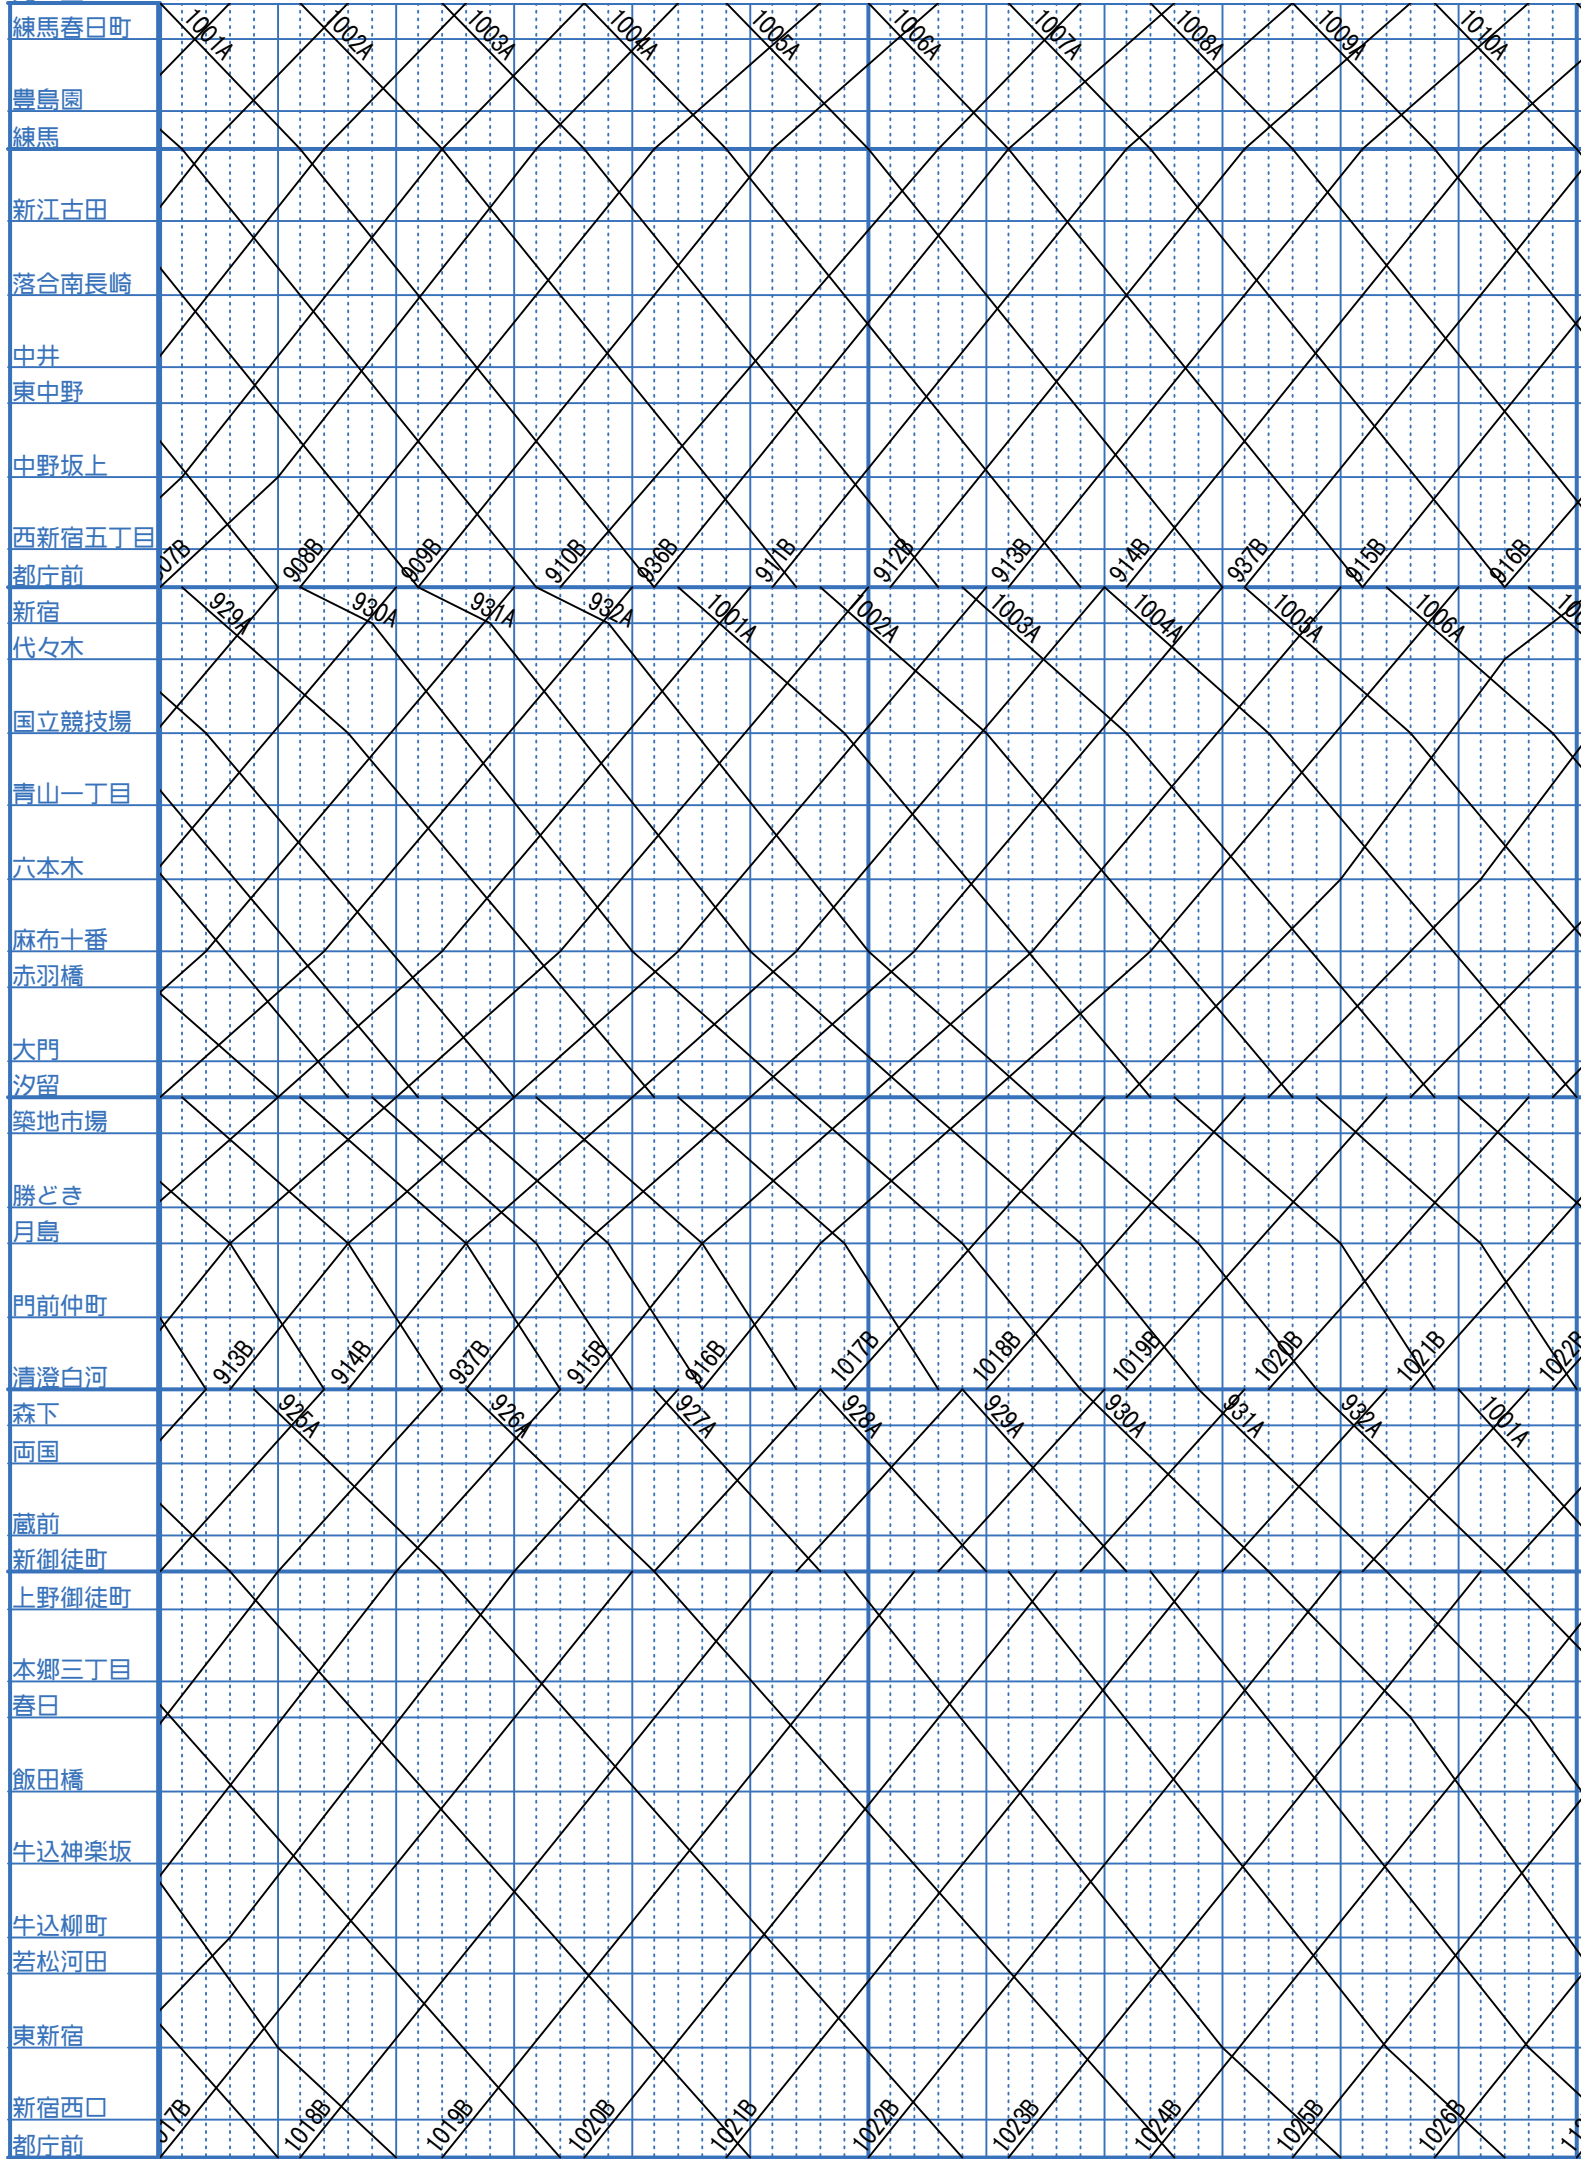 練馬春日町
1001A 1002A 1003A 1004A 1005A 1006A 1007A 1008A 1009A 1010A
豊島園
練馬
新江古田
落合南長崎
中井
東中野
中野坂上
西新宿五丁目
907B 908B 909B 910B 936B 911B 912B 913B 914B 937B 915B 916B
都庁前
新宿
929A 930A 931A 932A 1001A 1002A 1003A 1004A 1005A 1006A
代々木
国立競技場
青山一丁目
六本木
麻布十番
赤羽橋
大門
汐留
築地市場
勝どき
月島
門前仲町
913B 914B 937B 915B 916B 1017B 1018B 1019B 1020B 1021B 1022B
清澄白河
森下
925A 926A 927A 928A 929A 930A 931A 932A 1001A
両国
蔵前
新御徒町
上野御徒町
本郷三丁目
春日
飯田橋
牛込神楽坂
牛込柳町
若松河田
東新宿
新宿西口
017B 1018B 1019B 1020B 1021B 1022B 1023B 1024B 1025B 1026B
都庁前